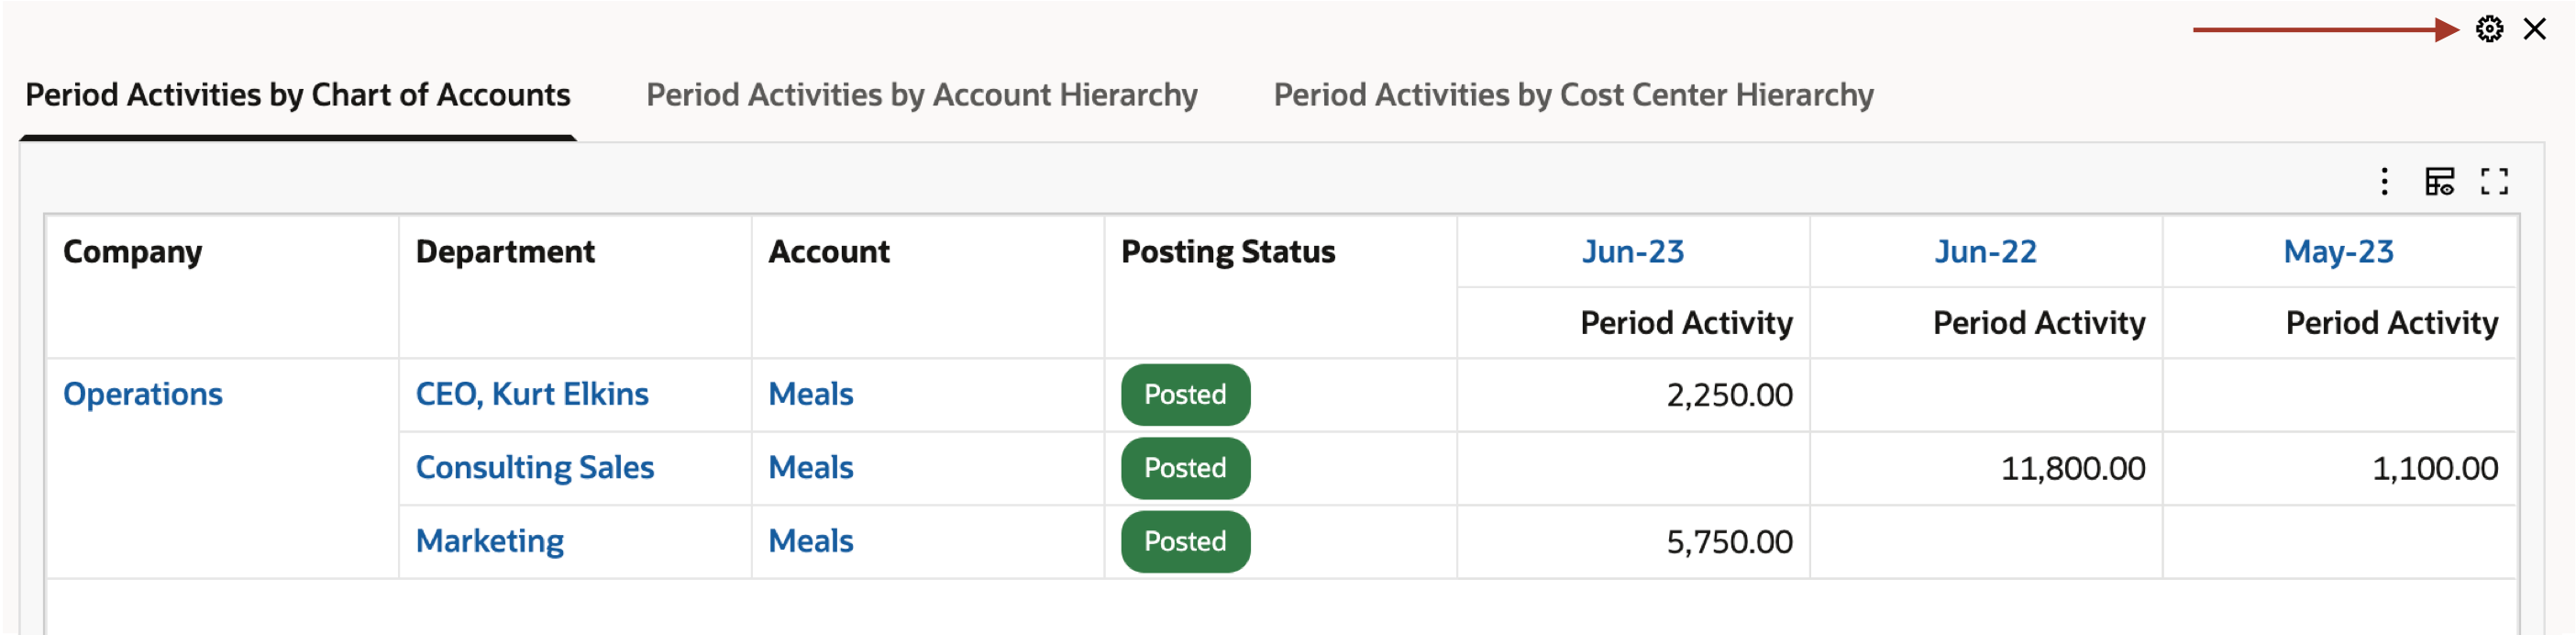 Period Activities by Chart of Accounts Period Activities by Account Hierarchy Period Activities by Cost Center Hierarchy
Company Department Account Posting Status Jun-23 Jun-22 May-23
Period Activity Period Activity Period Activity
Operations CEO, Kurt Elkins Meals Posted 2,250.00
Consulting Sales Meals Posted 11,800.00 1,100.00
Marketing Meals Posted 5,750.00